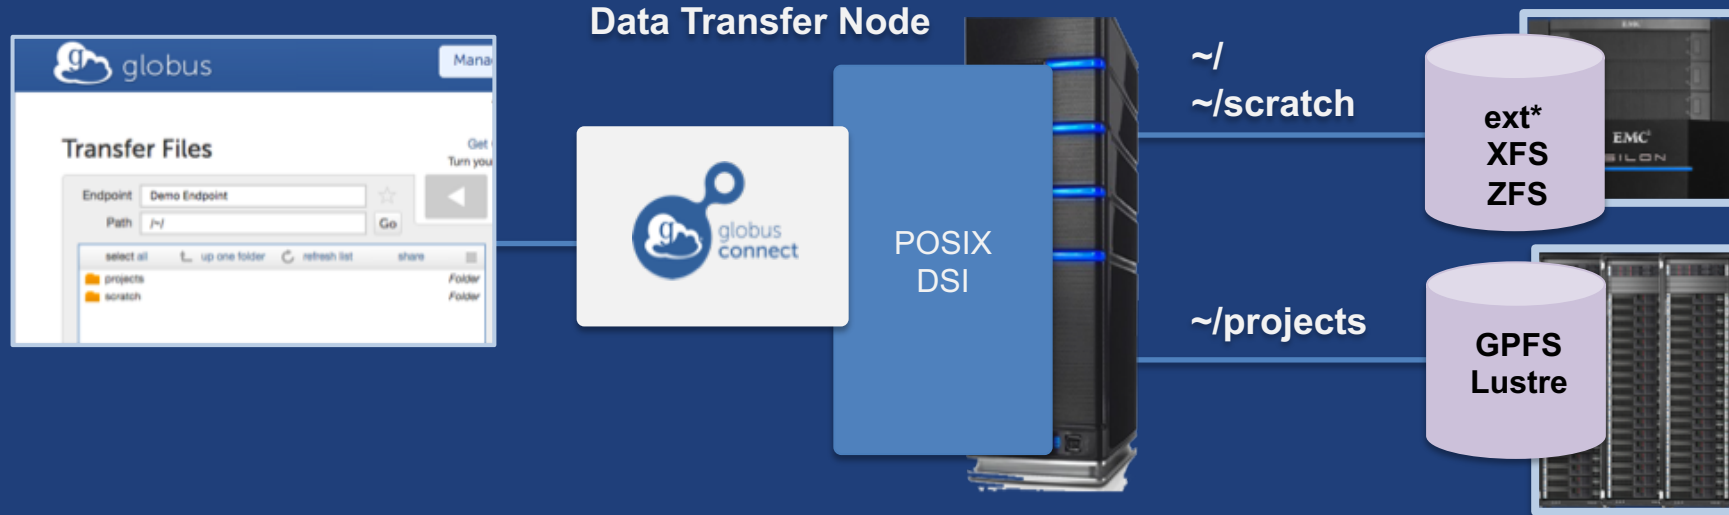 Data Transfer Node
g globus
Mana
Transfer Files
Get
Turn you
Endpoint Demo Endpoint
Path /~/
Go
select all up one folder refresh list share
projects Folder
scratch Folder
g globus
connect
POSIX
DSI
~/
~/scratch
~/projects
ext*
XFS
ZFS
EMC²
SILON
GPFS
Lustre